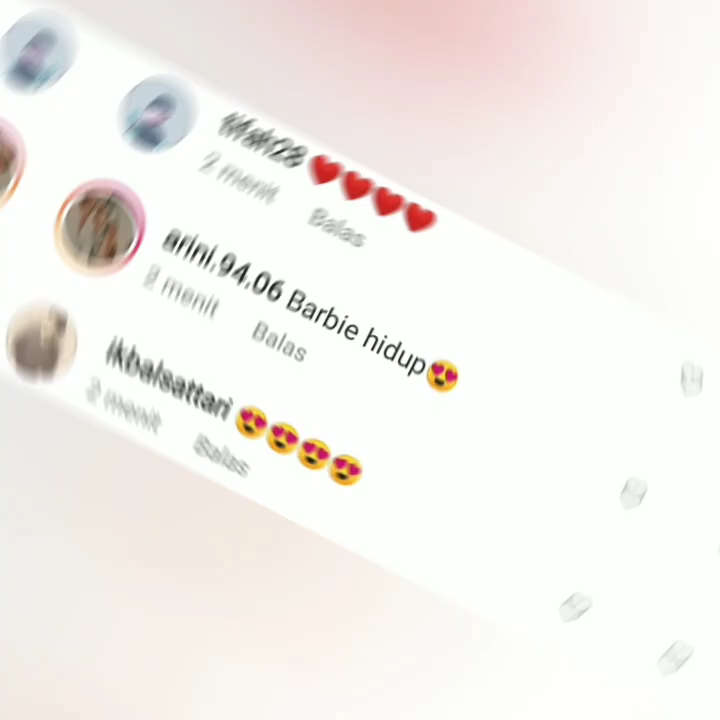 ❤️❤️❤️❤️
2 menit Balas
arini.94.06 Barbie hidup😍
2 menit Balas
ikbalsattari 😍😍😍😍
2 menit Balas